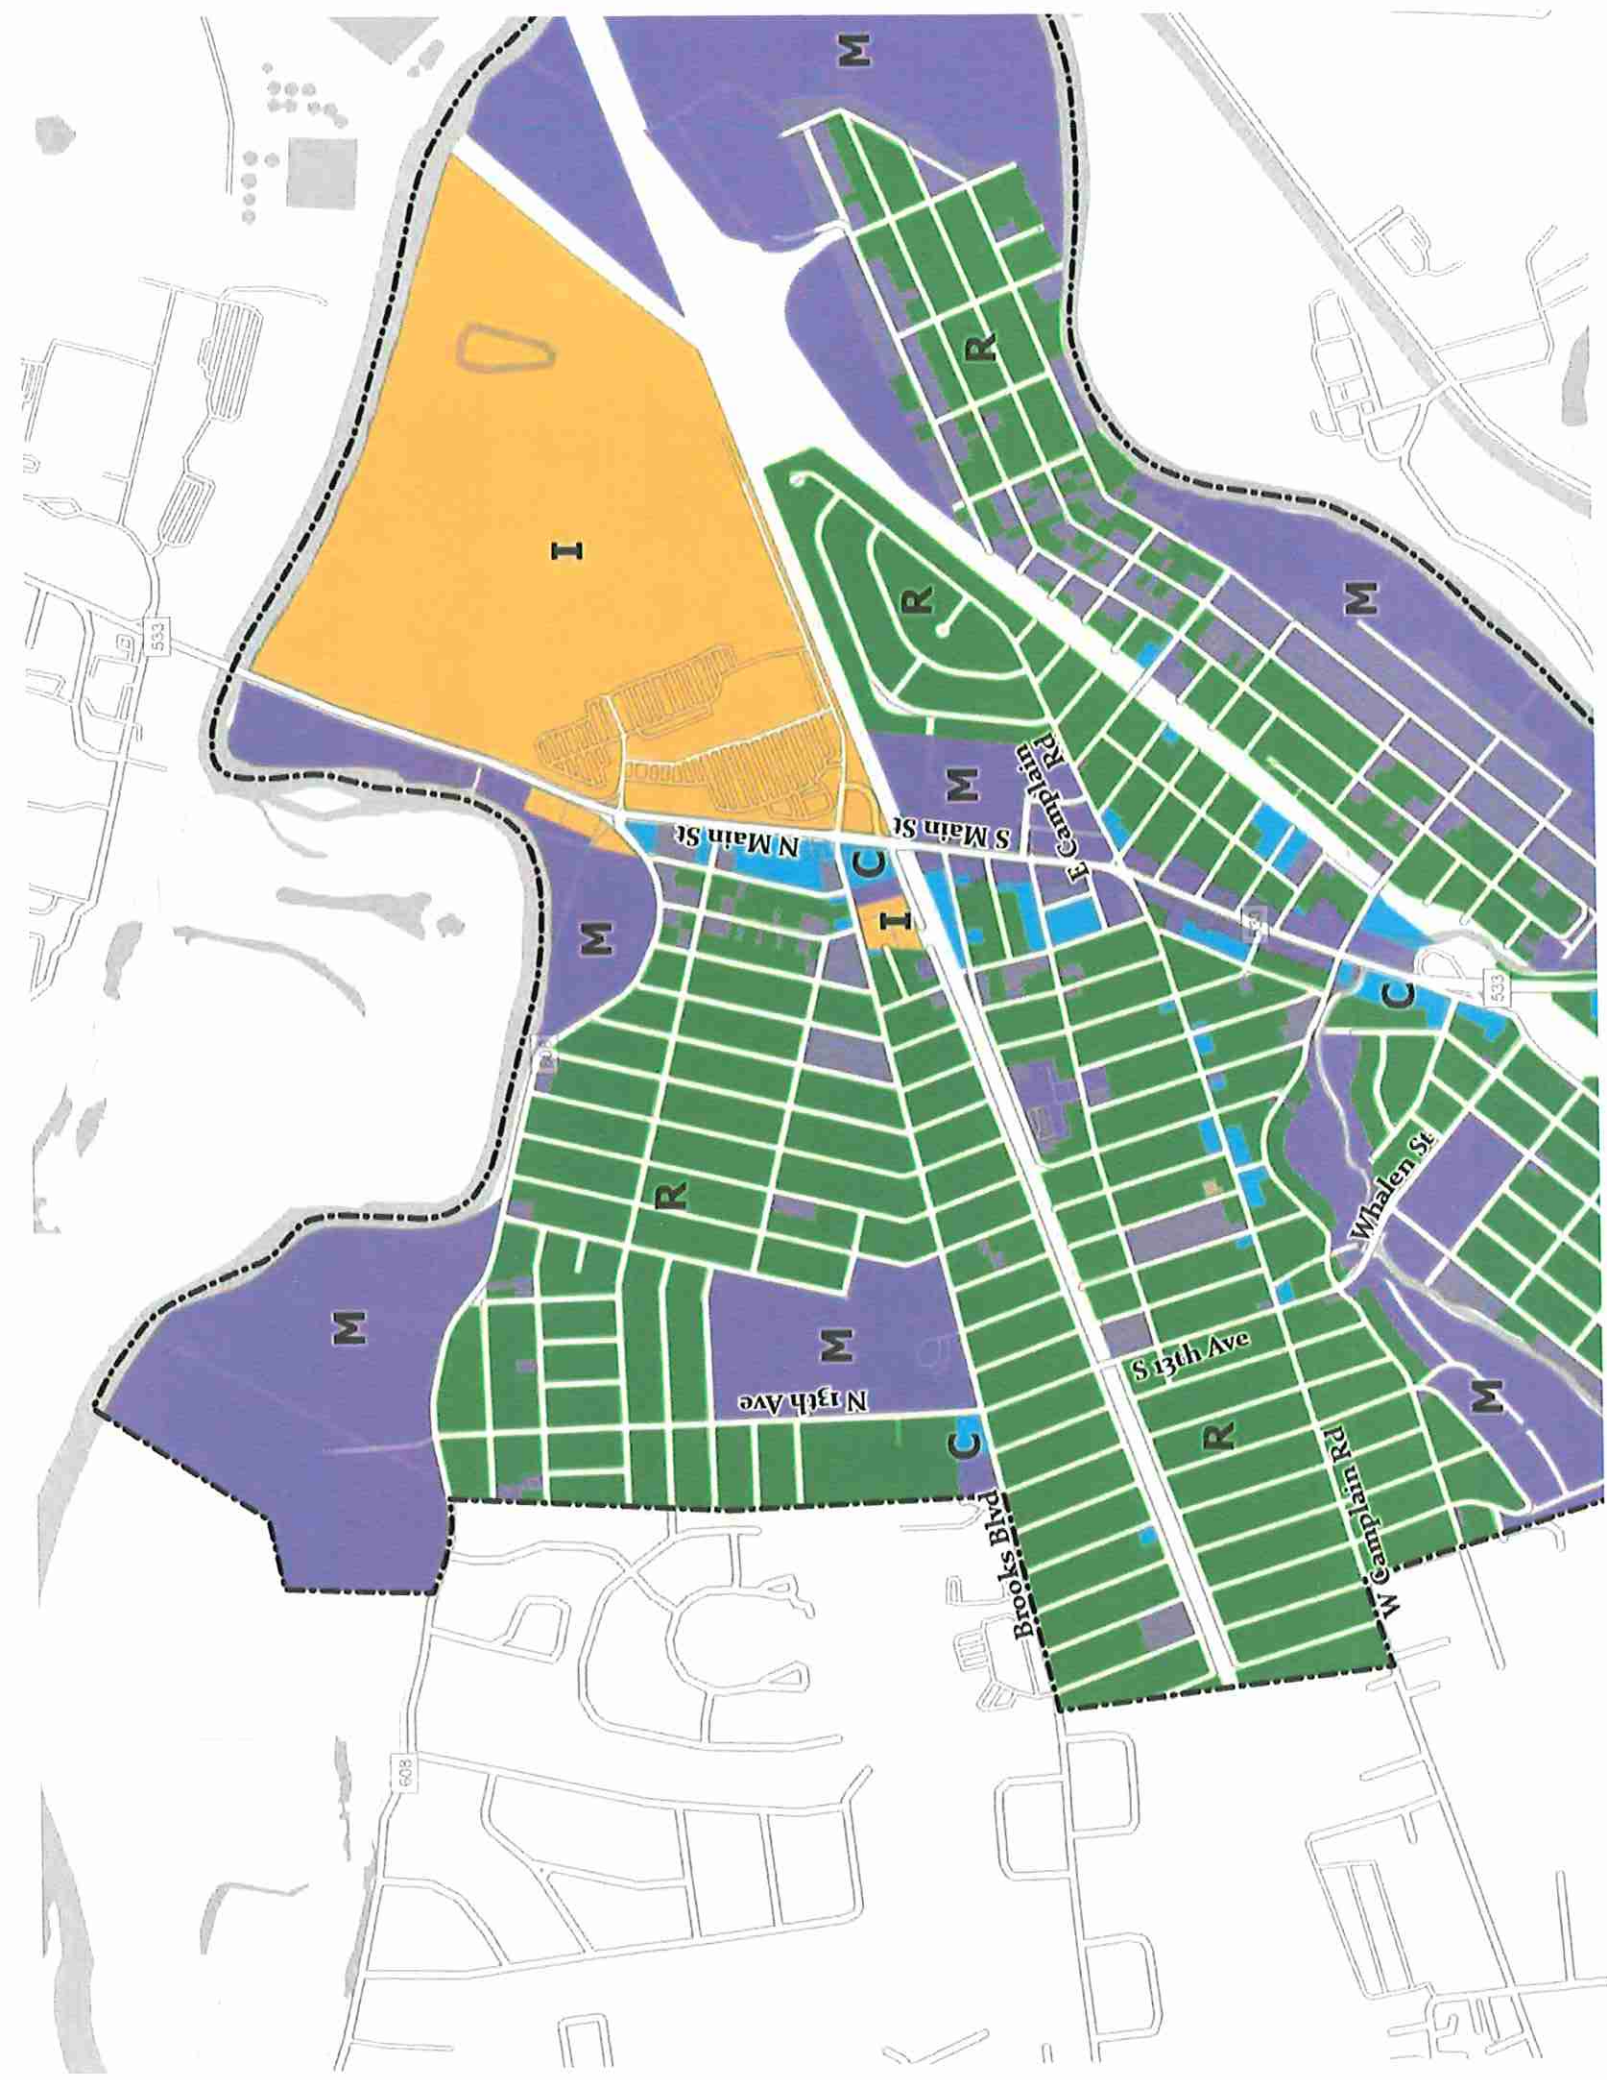 M
533
I
R
R
M
M
N Main St
S Main St
E Camplain
Rd
C
I
M
533
C
R
Whalen St
M
M
N 13th Ave
S 13th Ave
M
C
R
W Camplain Rd
Brooks Blvd
608